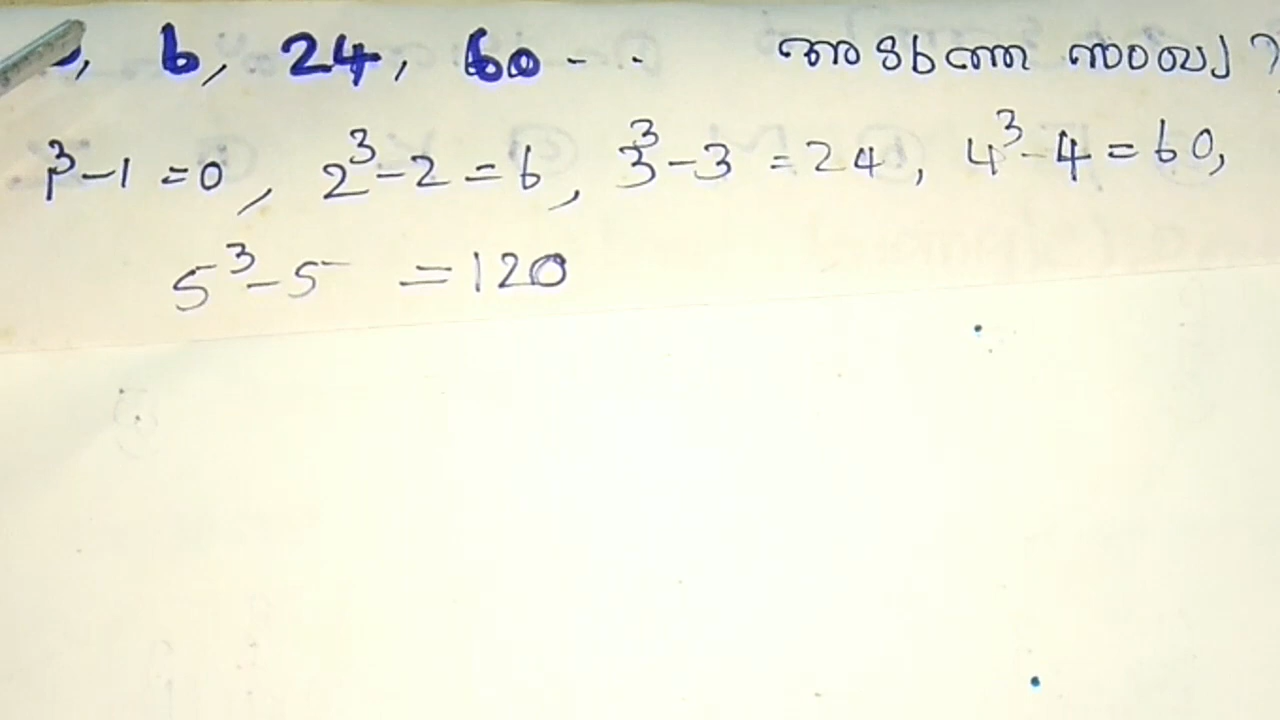 , 6, 24, 60 - - അടുത്ത സംഖ്യ?
1³-1 =0, 2³-2 =6, 3³-3 =24, 4³-4 =60,
5³-5 =120